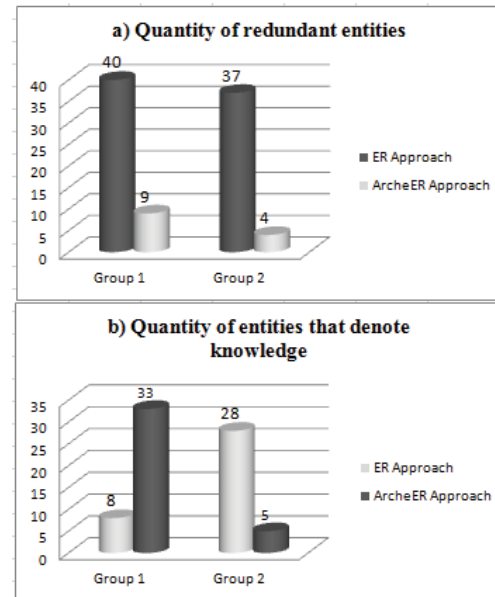 a) Quantity of redundant entities
40
37
40
35
30
25
20
15
10
5
0
9
4
Group 1
Group 2
ER Approach
ArcheER Approach
b) Quantity of entities that denote
knowledge
33
28
35
30
25
20
15
10
5
0
8
5
Group 1
Group 2
ER Approach
ArcheER Approach